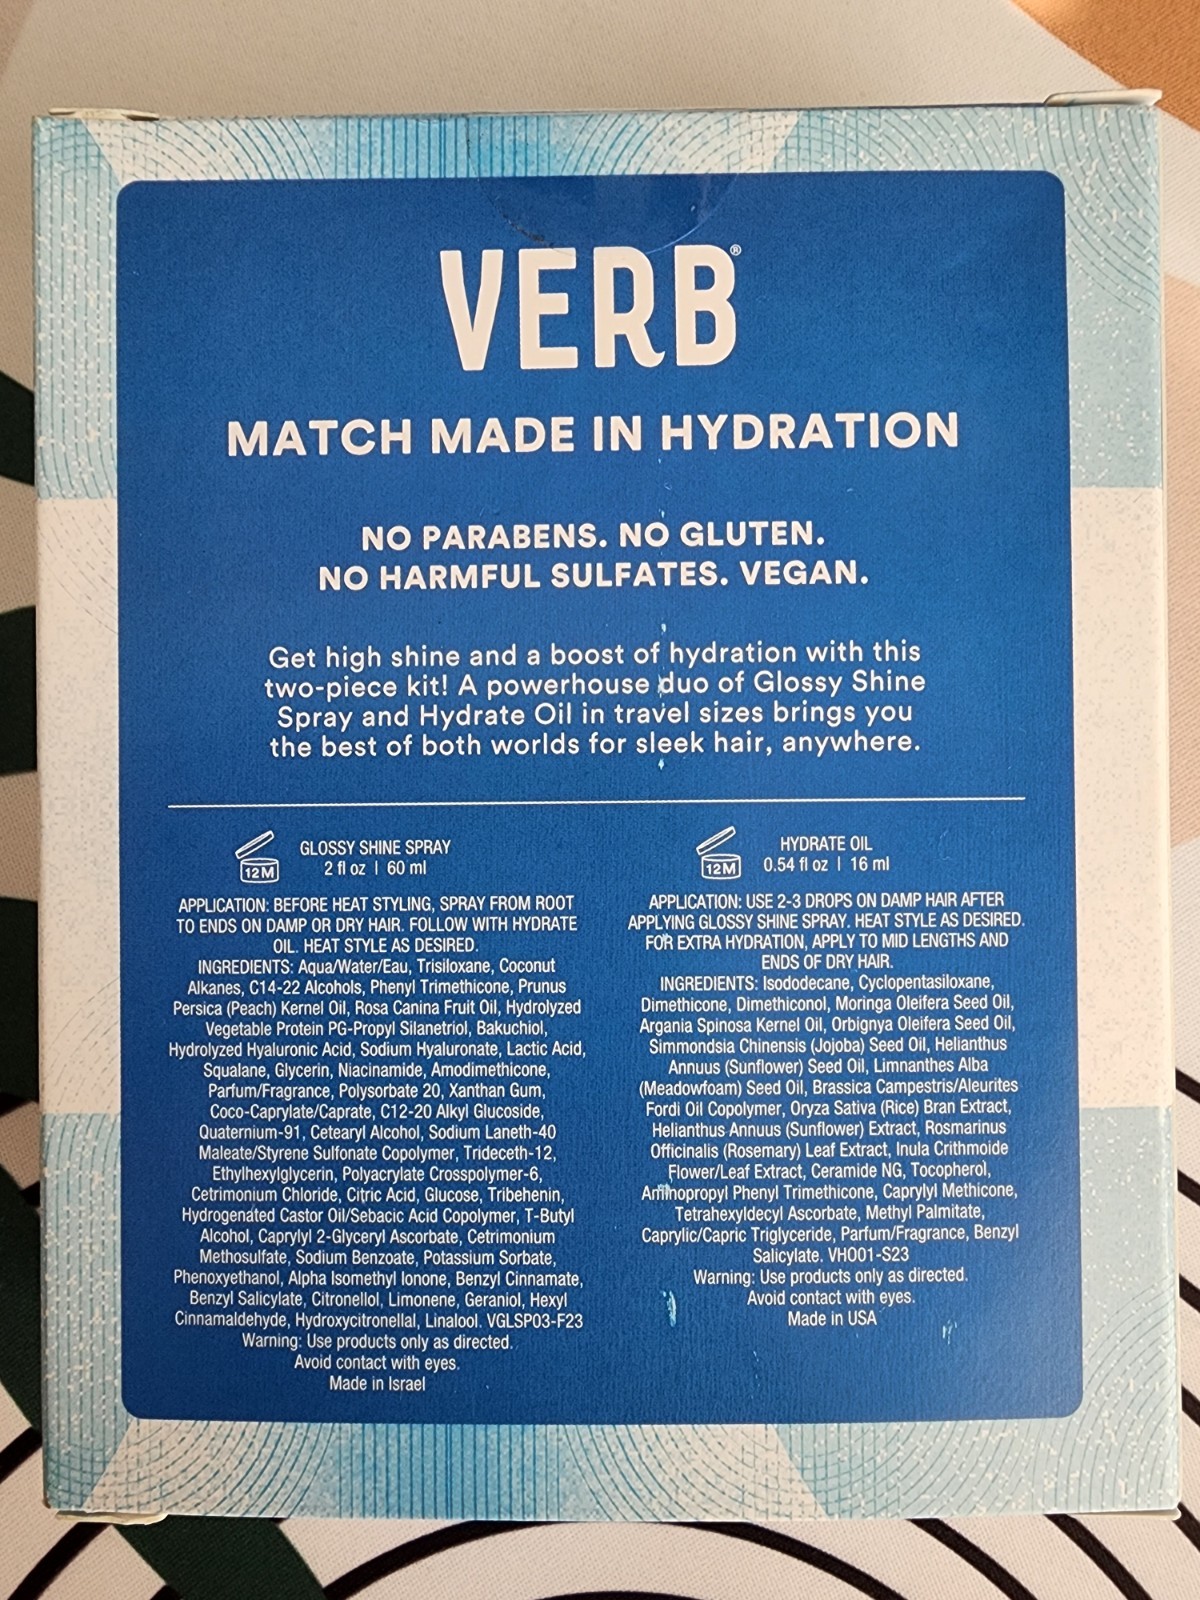 VERB®
MATCH MADE IN HYDRATION
NO PARABENS. NO GLUTEN.
NO HARMFUL SULFATES. VEGAN.
Get high shine and a boost of hydration with this
two-piece kit! A powerhouse duo of Glossy Shine
Spray and Hydrate Oil in travel sizes brings you
the best of both worlds for sleek hair, anywhere.
12M
GLOSSY SHINE SPRAY
2 fl oz | 60 ml
APPLICATION: BEFORE HEAT STYLING, SPRAY FROM ROOT
TO ENDS ON DAMP OR DRY HAIR. FOLLOW WITH HYDRATE
OIL. HEAT STYLE AS DESIRED.
INGREDIENTS: Aqua/Water/Eau, Trisiloxane, Coconut
Alkanes, C14-22 Alcohols, Phenyl Trimethicone, Prunus
Persica (Peach) Kernel Oil, Rosa Canina Fruit Oil, Hydrolyzed
Vegetable Protein PG-Propyl Silanetriol, Bakuchiol,
Hydrolyzed Hyaluronic Acid, Sodium Hyaluronate, Lactic Acid,
Squalane, Glycerin, Niacinamide, Amodimethicone,
Parfum/Fragrance, Polysorbate 20, Xanthan Gum,
Coco-Caprylate/Caprate, C12-20 Alkyl Glucoside,
Quaternium-91, Cetearyl Alcohol, Sodium Laneth-40
Maleate/Styrene Sulfonate Copolymer, Trideceth-12,
Ethylhexylglycerin, Polyacrylate Crosspolymer-6,
Cetrimonium Chloride, Citric Acid, Glucose, Tribehenin,
Hydrogenated Castor Oil/Sebacic Acid Copolymer, T-Butyl
Alcohol, Caprylyl 2-Glyceryl Ascorbate, Cetrimonium
Methosulfate, Sodium Benzoate, Potassium Sorbate,
Phenoxyethanol, Alpha Isomethyl Ionone, Benzyl Cinnamate,
Benzyl Salicylate, Citronellol, Limonene, Geraniol, Hexyl
Cinnamaldehyde, Hydroxycitronellal, Linalool. VGLSP03-F23
Warning: Use products only as directed.
Avoid contact with eyes.
Made in Israel
12M
HYDRATE OIL
0.54 fl oz | 16 ml
APPLICATION: USE 2-3 DROPS ON DAMP HAIR AFTER
APPLYING GLOSSY SHINE SPRAY. HEAT STYLE AS DESIRED.
FOR EXTRA HYDRATION, APPLY TO MID LENGTHS AND
ENDS OF DRY HAIR.
INGREDIENTS: Isododecane, Cyclopentasiloxane,
Dimethicone, Dimethiconol, Moringa Oleifera Seed Oil,
Argania Spinosa Kernel Oil, Orbignya Oleifera Seed Oil,
Simmondsia Chinensis (Jojoba) Seed Oil, Helianthus
Annuus (Sunflower) Seed Oil, Limnanthes Alba
(Meadowfoam) Seed Oil, Brassica Campestris/Aleurites
Fordi Oil Copolymer, Oryza Sativa (Rice) Bran Extract,
Helianthus Annuus (Sunflower) Extract, Rosmarinus
Officinalis (Rosemary) Leaf Extract, Inula Crithmoide
Flower/Leaf Extract, Ceramide NG, Tocopherol,
Aminopropyl Phenyl Trimethicone, Caprylyl Methicone,
Tetrahexyldecyl Ascorbate, Methyl Palmitate,
Caprylic/Capric Triglyceride, Parfum/Fragrance, Benzyl
Salicylate. VHO01-S23
Warning: Use products only as directed.
Avoid contact with eyes.
Made in USA